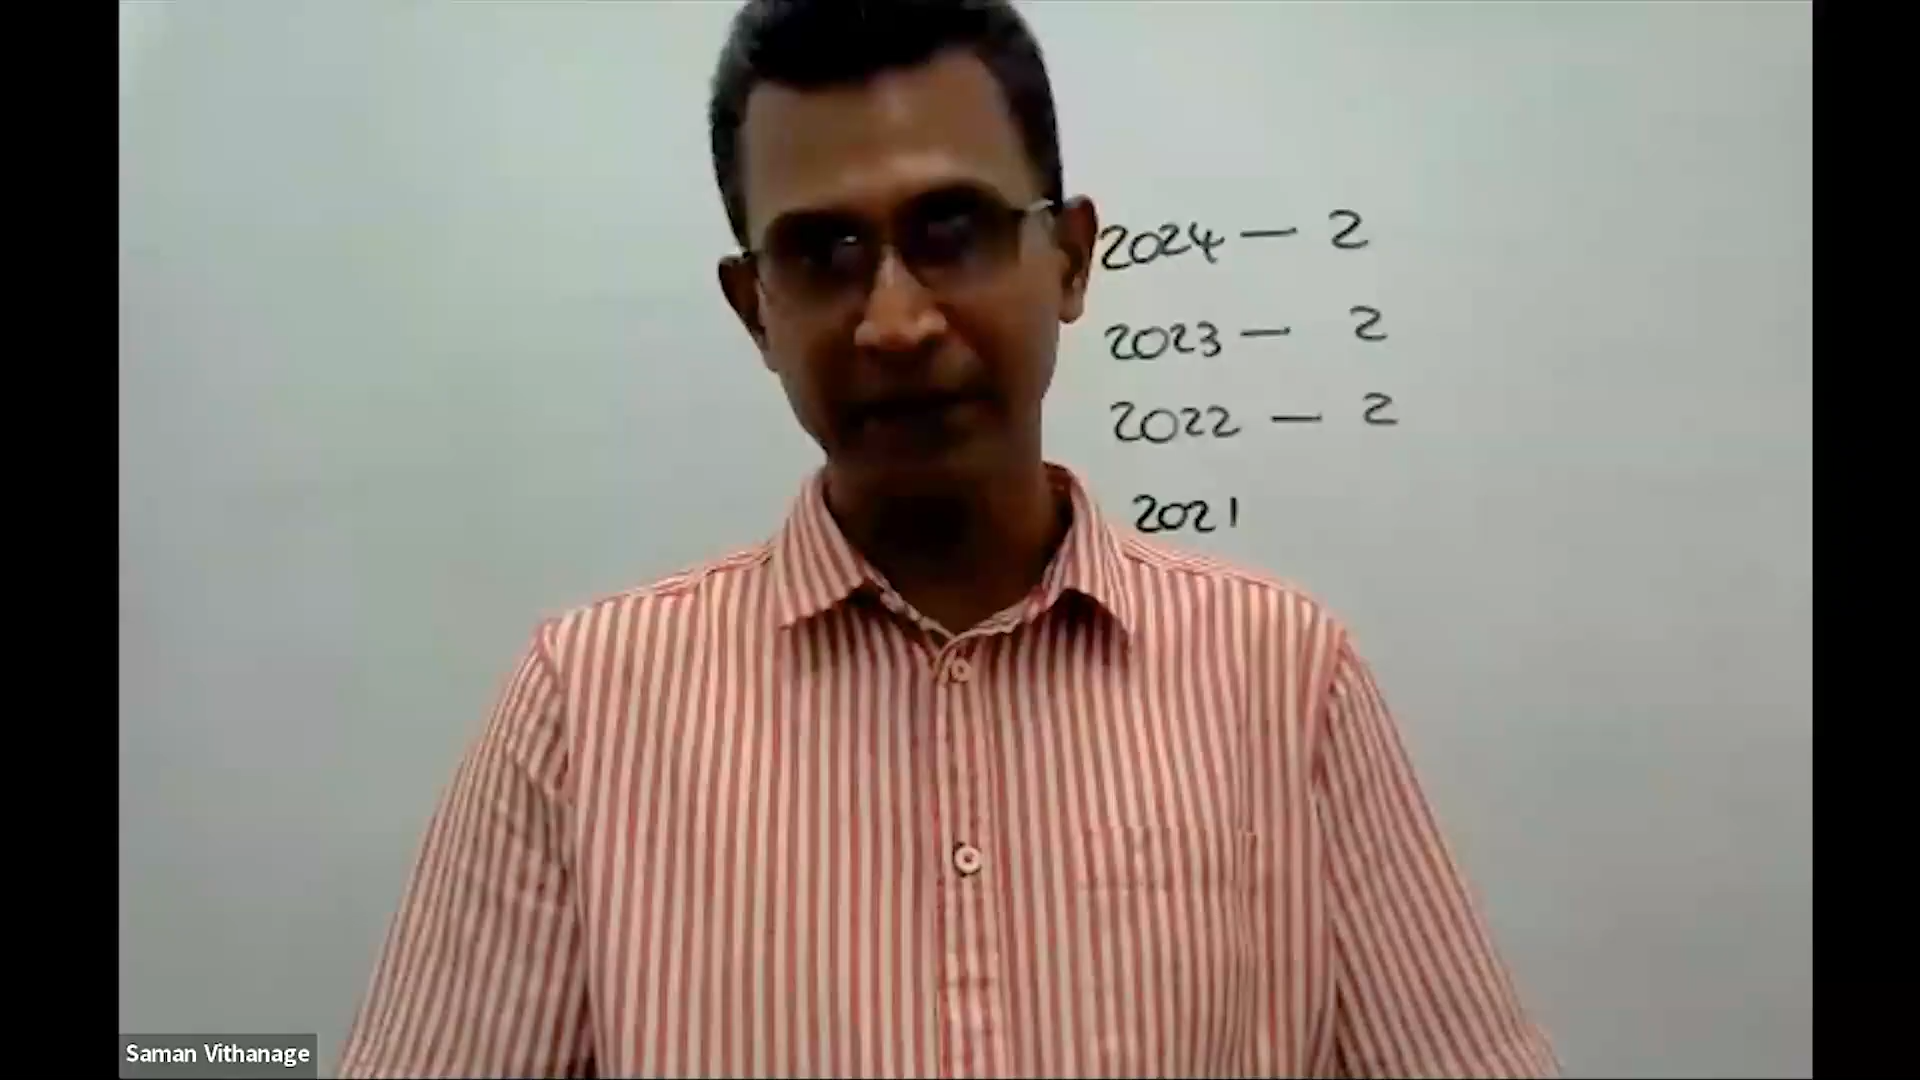 2024 — 2
2023 — 2
2022 — 2
2021
Saman Vithanage